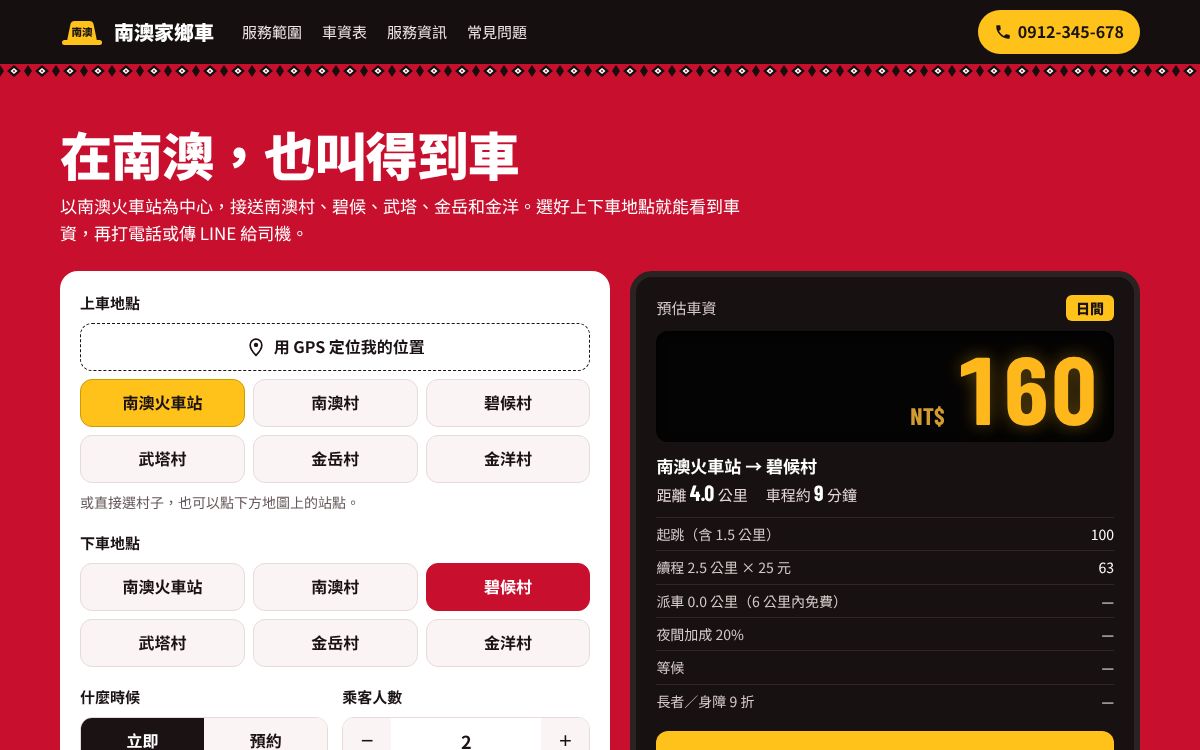 南澳
南澳家鄉車
服務範圍
車資表
服務資訊
常見問題
0912-345-678
在南澳，也叫得到車
以南澳火車站為中心，接送南澳村、碧候、武塔、金岳和金洋。選好上下車地點就能看到車
資，再打電話或傳 LINE 給司機。
上車地點
用 GPS 定位我的位置
南澳火車站
南澳村
碧候村
武塔村
金岳村
金洋村
或直接選村子，也可以點下方地圖上的站點。
下車地點
南澳火車站
南澳村
碧候村
武塔村
金岳村
金洋村
什麼時候
乘客人數
立即
預約
− 2 +
預估車資
日間
NT$ 160
南澳火車站 → 碧候村
距離 4.0 公里 車程約 9 分鐘
起跳（含 1.5 公里） 100
續程 2.5 公里 × 25 元 63
派車 0.0 公里（6 公里內免費） —
夜間加成 20% —
等候 —
長者／身障 9 折 —